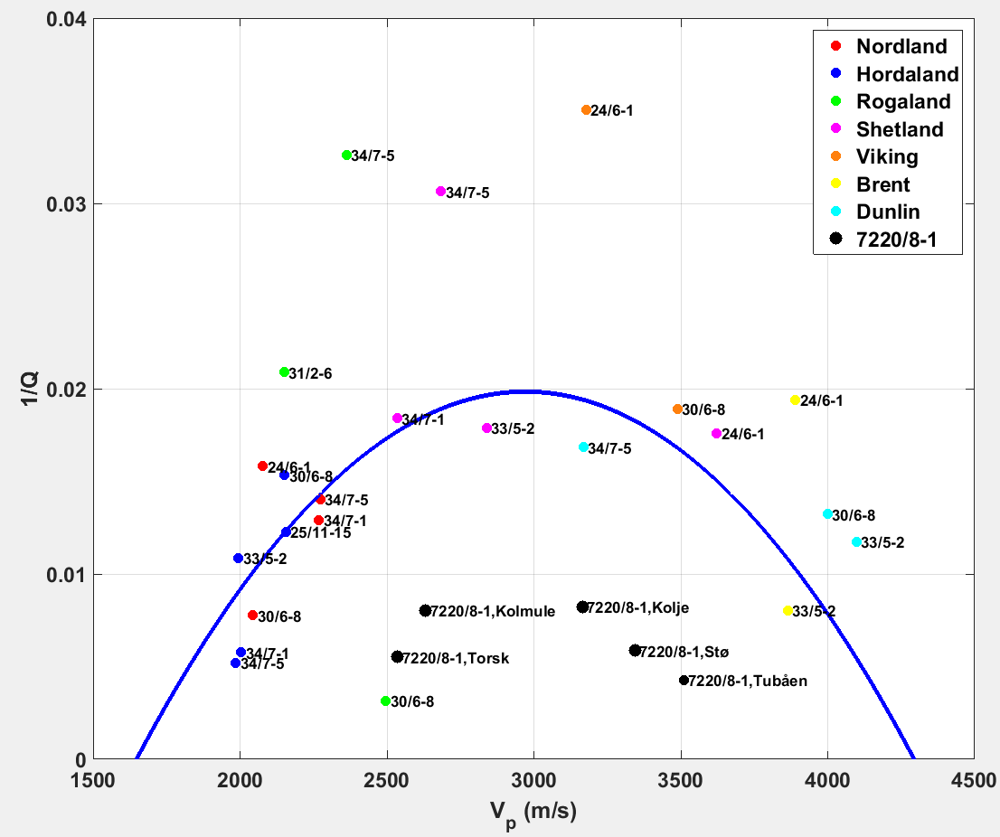 0.04
Nordland
Hordaland
Rogaland
Shetland
Viking
Brent
Dunlin
7220/8-1
24/6-1
34/7-5
34/7-5
0.03
31/2-6
0.02
1/Q
24/6-1
34/7-1
30/6-8
33/5-2
24/6-1
34/7-5
24/6-1
30/6-8
34/7-5
30/6-8
34/7-1
25/11-15
33/5-2
33/5-2
0.01
7220/8-1,Kolje
7220/8-1,Kolmule
33/5-2
30/6-8
7220/8-1,Stø
34/7-1
7220/8-1,Torsk
34/7-5
7220/8-1,Tubåen
30/6-8
0
1500 2000 2500 3000 3500 4000 4500
Vp (m/s)